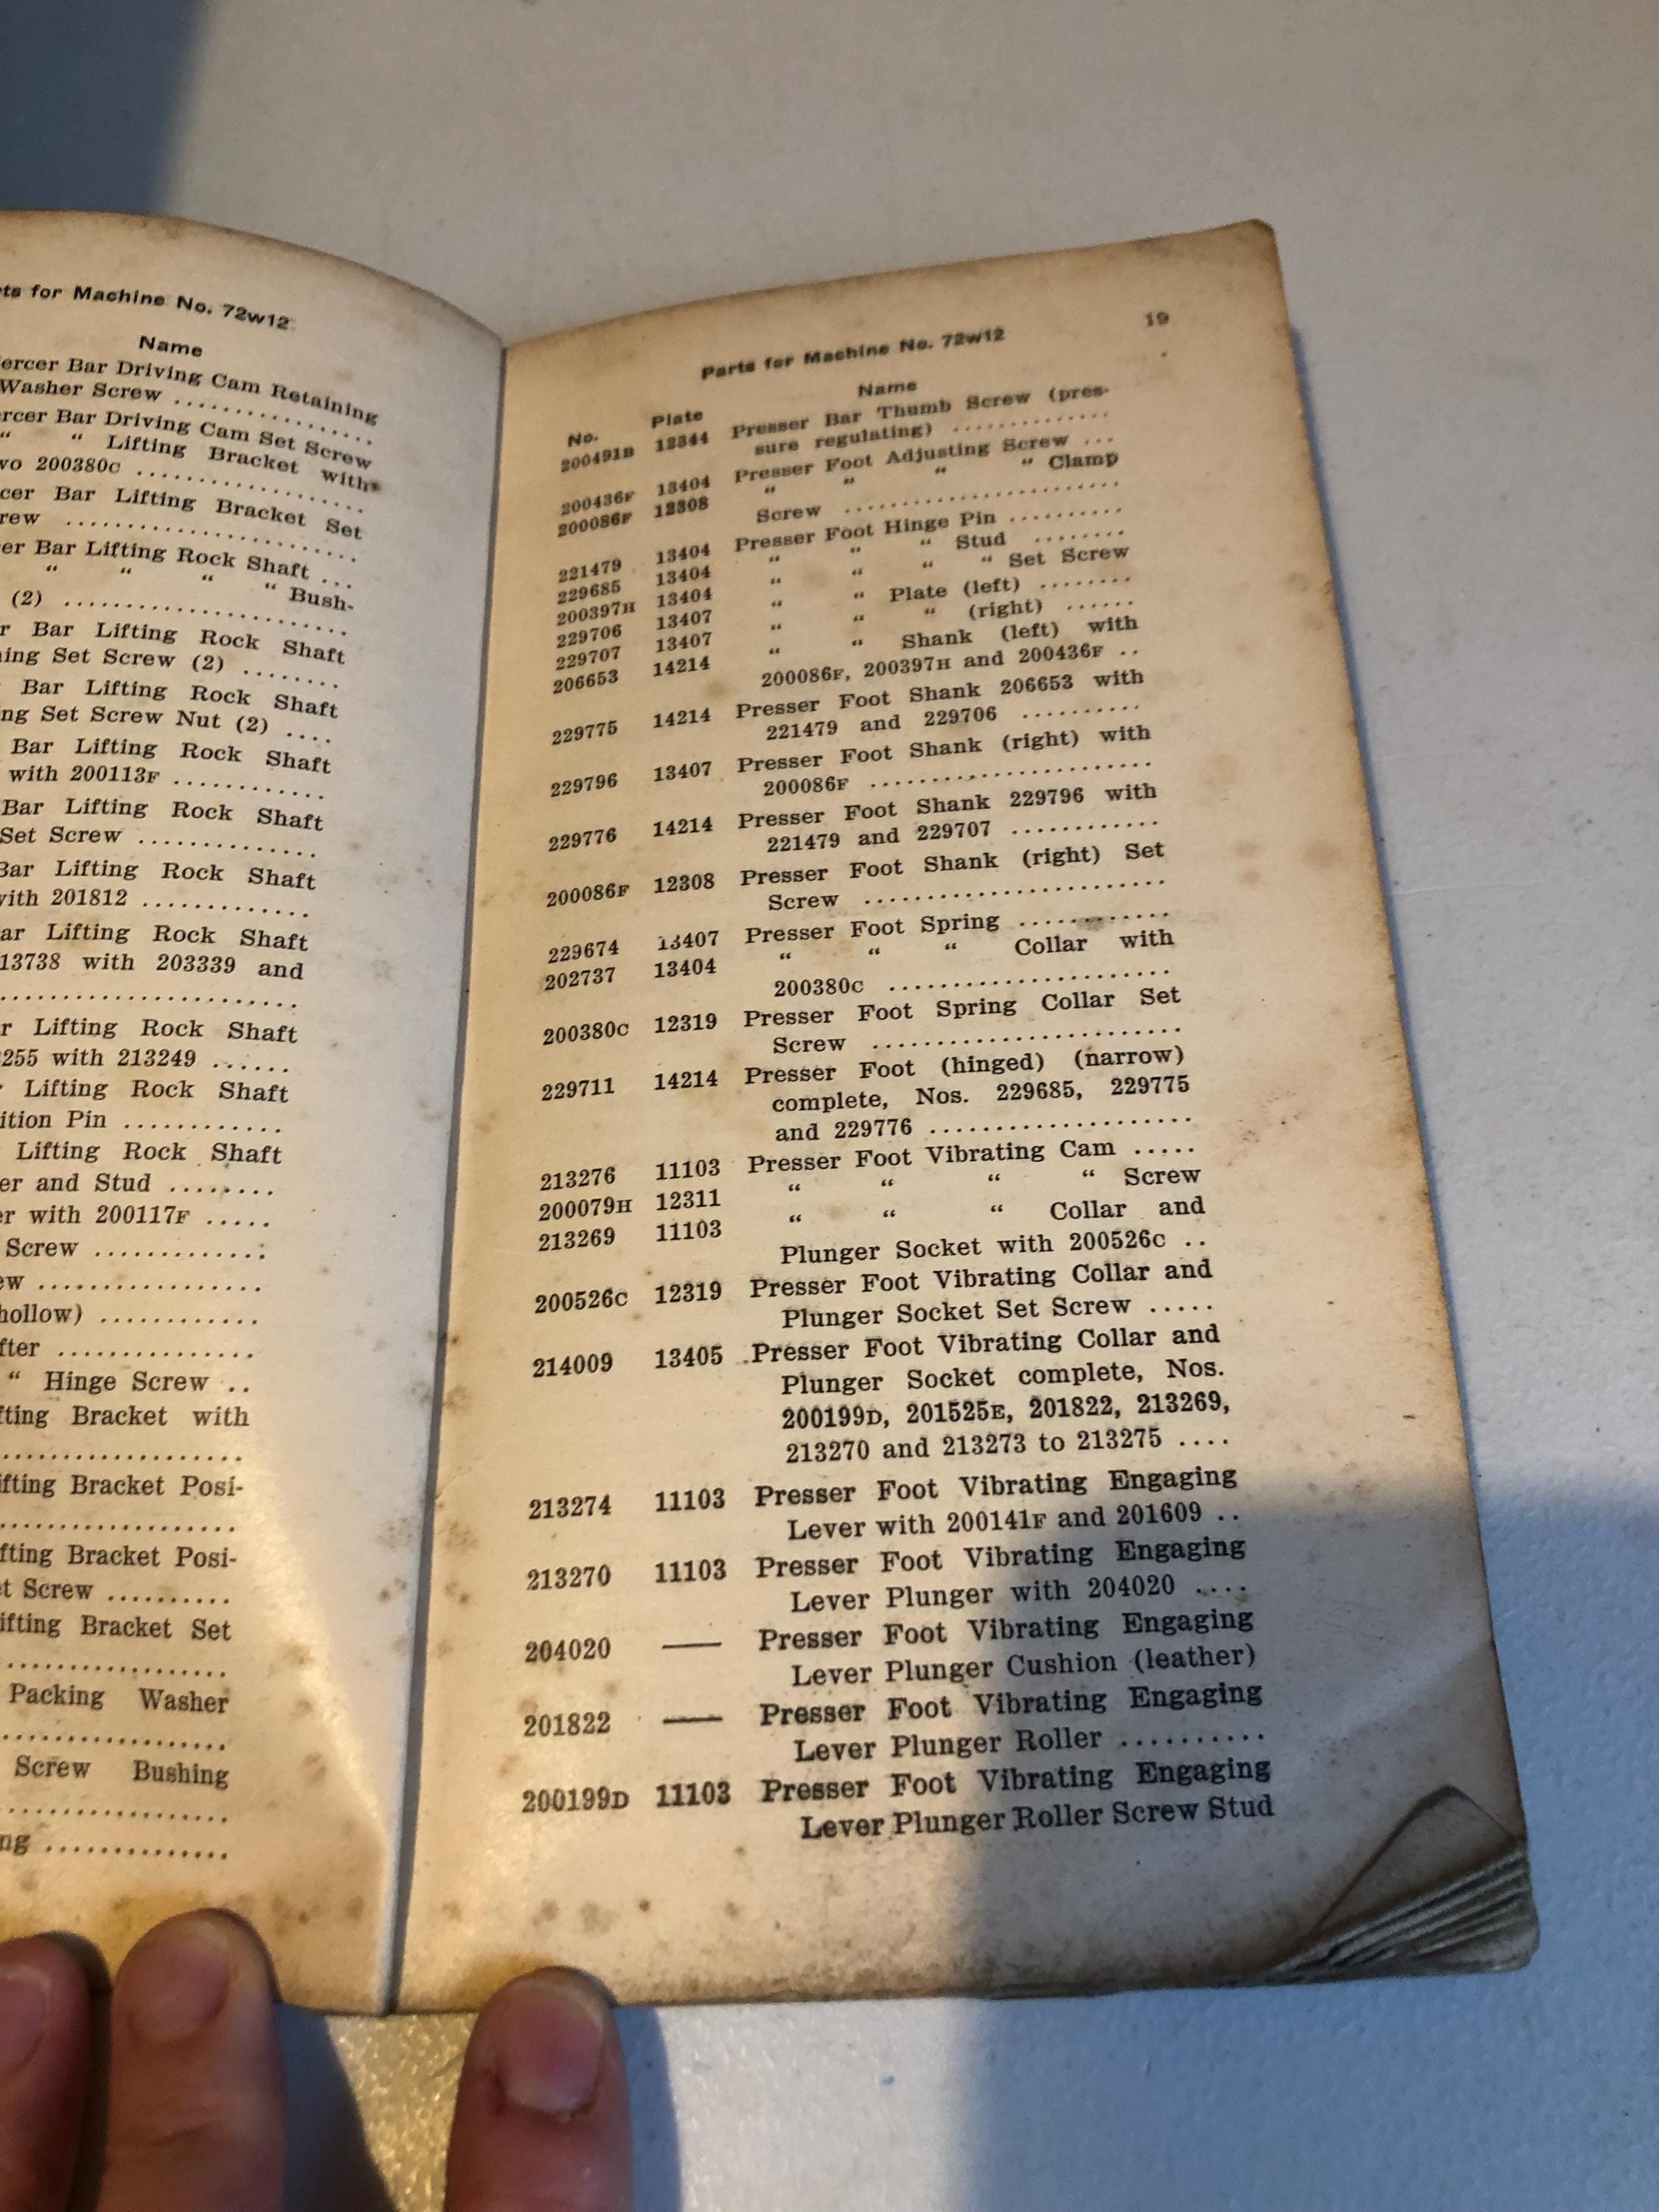 ts for Machine No. 72w12
Name
ercer Bar Driving Cam Retaining
Washer Screw ................
ercer Bar Driving Cam Set Screw
“ “ Lifting Bracket with
wo 200380C ..................
cer Bar Lifting Bracket Set
rew ......................
er Bar Lifting Rock Shaft ...
“ “ “ “ Bush-
(2) .....................
r Bar Lifting Rock Shaft
ing Set Screw (2) ........
Bar Lifting Rock Shaft
ng Set Screw Nut (2) ....
Bar Lifting Rock Shaft
with 200113F ............
Bar Lifting Rock Shaft
Set Screw ..............
Bar Lifting Rock Shaft
with 201812 ............
ar Lifting Rock Shaft
13738 with 203339 and
........................
r Lifting Rock Shaft
255 with 213249 ......
Lifting Rock Shaft
ition Pin ............
Lifting Rock Shaft
er and Stud ........
r with 200117F .....
Screw .............
ew .................
hollow) ............
fter ...............
“ Hinge Screw ..
fting Bracket with
...................
ifting Bracket Posi-
...................
fting Bracket Posi-
t Screw ..........
ifting Bracket Set
..................
Packing Washer
.................
Screw Bushing
.................
ng ..............
Parts for Machine No. 72w12 19
No. Plate Name
200491B 12344 Presser Bar Thumb Screw (pres-
sure regulating) ..............
200436F 13404 Presser Foot Adjusting Screw ...
200086F 12308 “ “ “ “ Clamp
Screw ........................
221479 13404 Presser Foot Hinge Pin ..........
229685 13404 “ “ “ Stud ........
200397H 13404 “ “ “ “ Set Screw
229706 13407 “ “ Plate (left) ........
229707 13407 “ “ “ (right) ......
206653 14214 “ “ Shank (left) with
200086F, 200397H and 200436F ..
229775 14214 Presser Foot Shank 206653 with
221479 and 229706 ..........
229796 13407 Presser Foot Shank (right) with
200086F ......................
229776 14214 Presser Foot Shank 229796 with
221479 and 229707 ............
200086F 12308 Presser Foot Shank (right) Set
Screw .......................
229674 13407 Presser Foot Spring ............
202737 13404 “ “ “ Collar with
200380C .....................
200380C 12319 Presser Foot Spring Collar Set
Screw .......................
229711 14214 Presser Foot (hinged) (narrow)
complete, Nos. 229685, 229775
and 229776 ...................
213276 11103 Presser Foot Vibrating Cam .....
200079H 12311 “ “ “ “ Screw
213269 11103 “ “ “ Collar and
Plunger Socket with 200526C ..
200526C 12319 Presser Foot Vibrating Collar and
Plunger Socket Set Screw .....
214009 13405 Presser Foot Vibrating Collar and
Plunger Socket complete, Nos.
200199D, 201525E, 201822, 213269,
213270 and 213273 to 213275 ....
213274 11103 Presser Foot Vibrating Engaging
Lever with 200141F and 201609 ..
213270 11103 Presser Foot Vibrating Engaging
Lever Plunger with 204020 ....
204020 — Presser Foot Vibrating Engaging
Lever Plunger Cushion (leather)
201822 — Presser Foot Vibrating Engaging
Lever Plunger Roller ..........
200199D 11103 Presser Foot Vibrating Engaging
Lever Plunger Roller Screw Stud